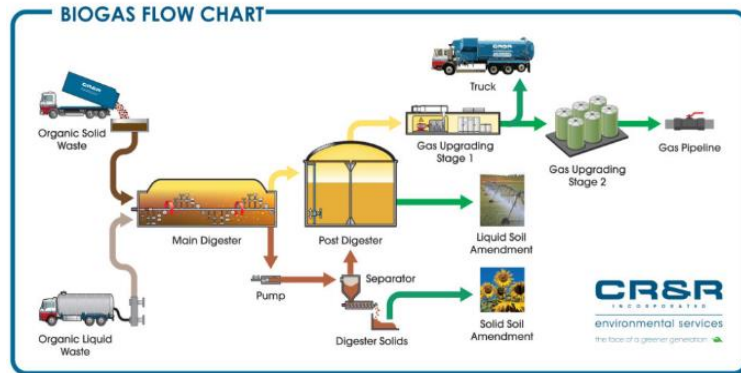 BIOGAS FLOW CHART
CR&R
Organic Solid
Waste
Truck
Gas Upgrading
Stage 1
Gas Upgrading
Stage 2
Gas Pipeline
Main Digester
Post Digester
Liquid Soil
Amendment
Pump
Separator
Digester Solids
Solid Soil
Amendment
Organic Liquid
Waste
CR&R
INCORPORATED
environmental services
the face of a greener generation